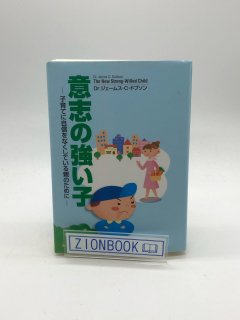 Dr. James C. Dobson
The New Strong-Willed Child
Dr.ジェームス・C・ドブソン
意志の強い子
―子育てに自信をなくしている親のために―
ZIONBOOK